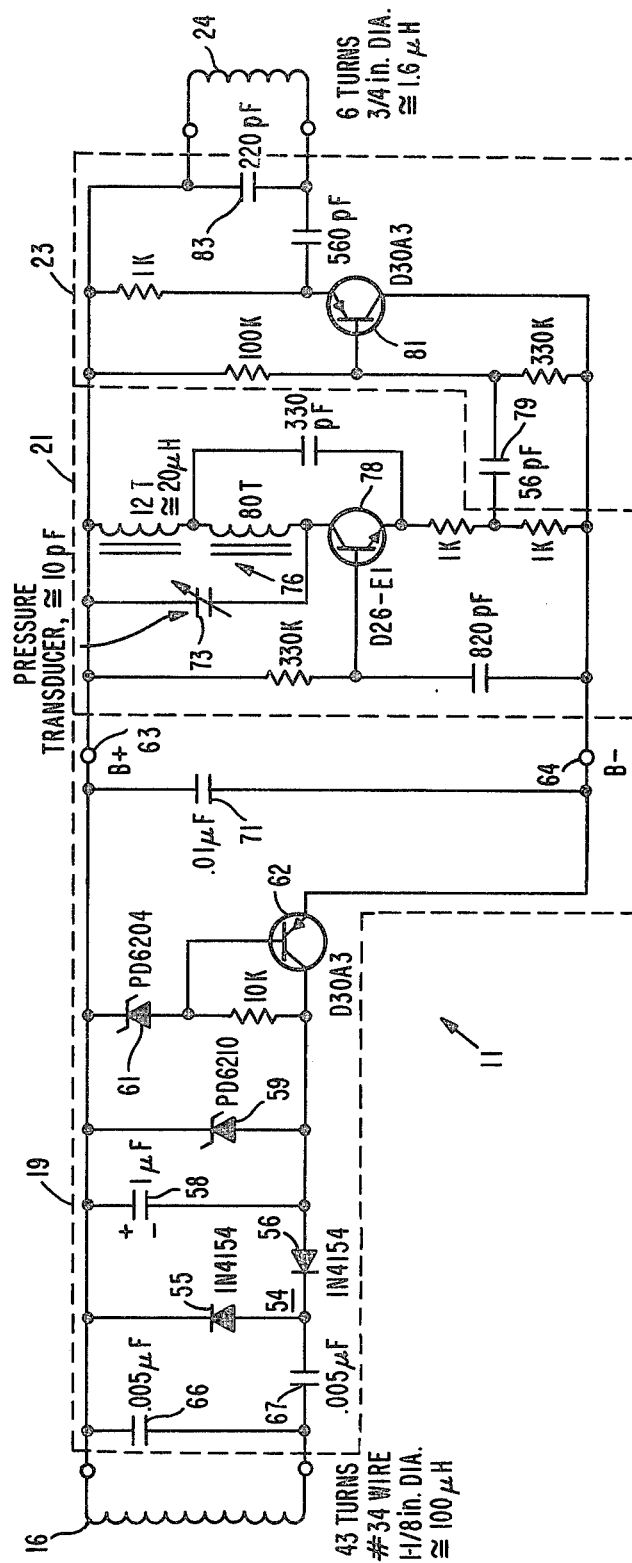 16
43 TURNS
#34 WIRE
1-1/8 in. DIA.
≅ 100 μH
19
.005 μF
66
67
.005 μF
55
1N4154
54
56
1N4154
+
-
1 μF
58
PD6210
59
61
PD6204
10K
62
D30A3
11
.01 μF
71
B+
63
64
B-
PRESSURE
TRANSDUCER, ≅ 10 pF
21
73
330K
12T
≅ 20 μH
80T
76
330
pF
78
D26-E1
820 pF
1K
1K
79
56 pF
23
100K
1K
83
220 pF
560 pF
D30A3
81
330K
24
6 TURNS
3/4 in. DIA.
≅ 1.6 μH